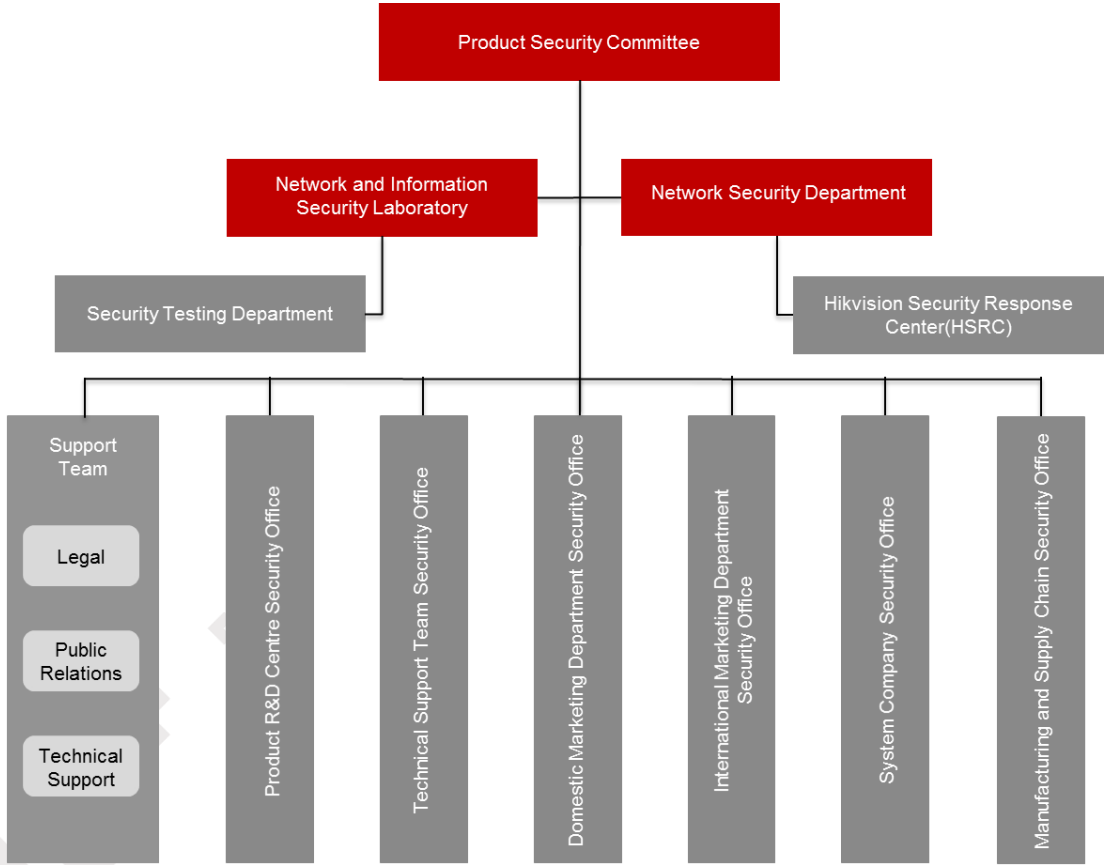 Product Security Committee
Network and Information
Security Laboratory
Network Security Department
Security Testing Department
Hikvision Security Response
Center(HSRC)
Support
Team
Legal
Public
Relations
Technical
Support
Product R&D Centre Security Office
Technical Support Team Security Office
Domestic Marketing Department Security Office
International Marketing Department
Security Office
System Company Security Office
Manufacturing and Supply Chain Security Office